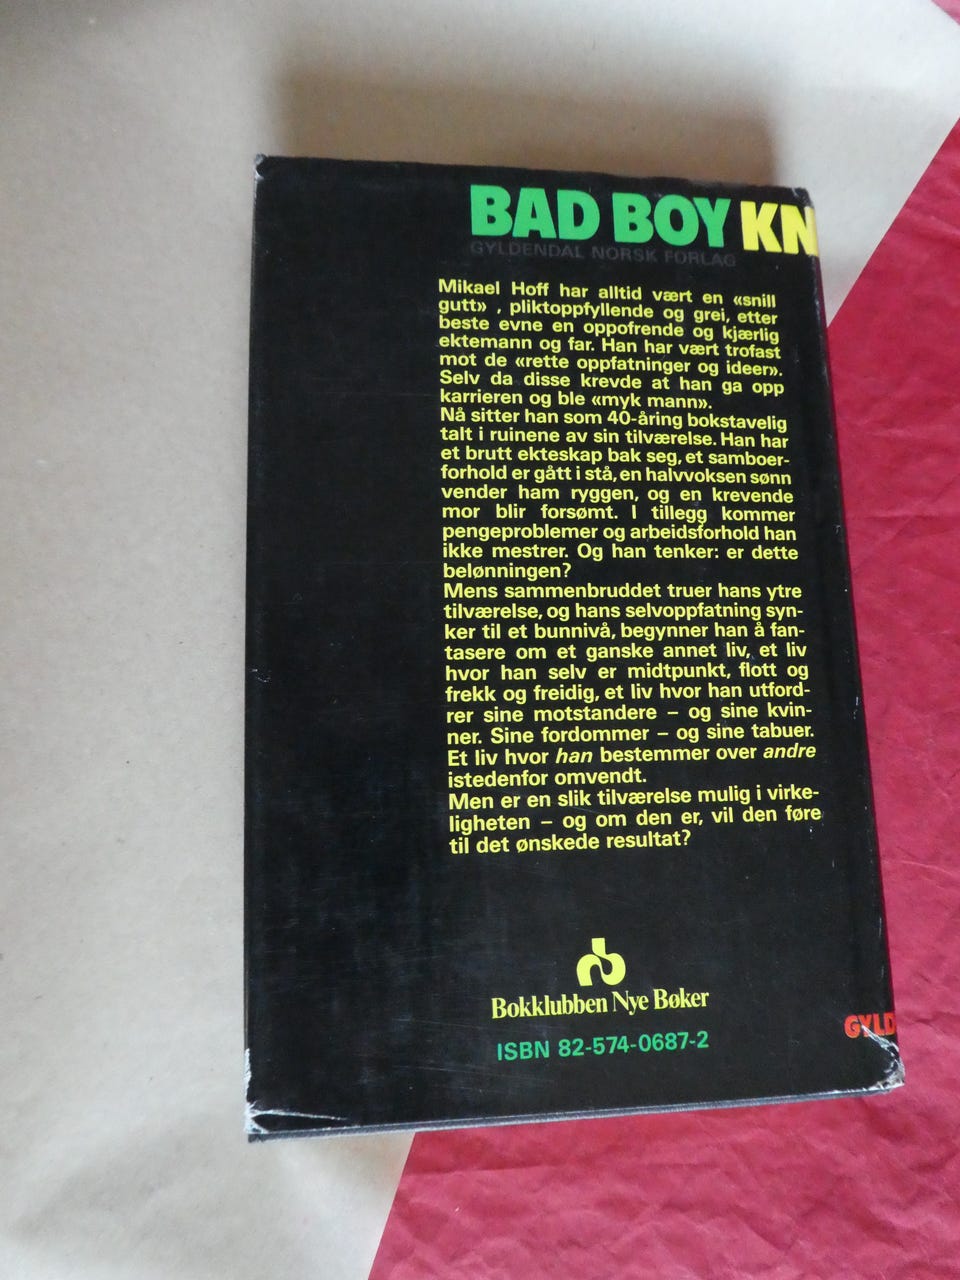 BAD BOY KN
GYLDENDAL NORSK FORLAG
Mikael Hoff har alltid vært en «snill
gutt» , pliktoppfyllende og grei, etter
beste evne en oppofrende og kjærlig
ektemann og far. Han har vært trofast
mot de «rette oppfatninger og ideer».
Selv da disse krevde at han ga opp
karrieren og ble «myk mann».
Nå sitter han som 40-åring bokstavelig
talt i ruinene av sin tilværelse. Han har
et brutt ekteskap bak seg, et samboer-
forhold er gått i stå, en halvvoksen sønn
vender ham ryggen, og en krevende
mor blir forsømt. I tillegg kommer
pengeproblemer og arbeidsforhold han
ikke mestrer. Og han tenker: er dette
belønningen?
Mens sammenbruddet truer hans ytre
tilværelse, og hans selvoppfatning syn-
ker til et bunnivå, begynner han å fan-
tasere om et ganske annet liv, et liv
hvor han selv er midtpunkt, flott og
frekk og freidig, et liv hvor han utford-
rer sine motstandere – og sine kvin-
ner. Sine fordommer – og sine tabuer.
Et liv hvor han bestemmer over andre
istedenfor omvendt.
Men er en slik tilværelse mulig i virke-
ligheten – og om den er, vil den føre
til det ønskede resultat?
Bokklubben Nye Bøker
ISBN 82-574-0687-2
GYLD